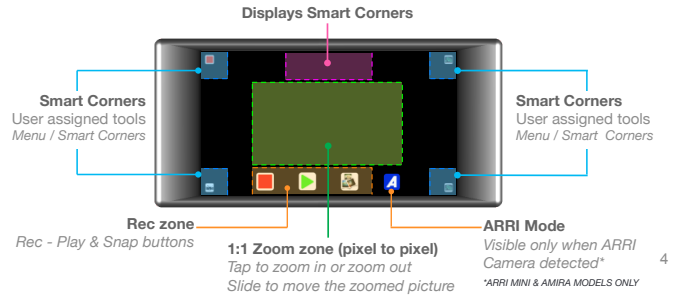 Displays Smart Corners
Smart Corners
User assigned tools
Menu / Smart Corners
Smart Corners
User assigned tools
Menu / Smart Corners
A
Rec zone
Rec - Play & Snap buttons
1:1 Zoom zone (pixel to pixel)
Tap to zoom in or zoom out
Slide to move the zoomed picture
ARRI Mode
Visible only when ARRI
Camera detected*
*ARRI MINI & AMIRA MODELS ONLY
4